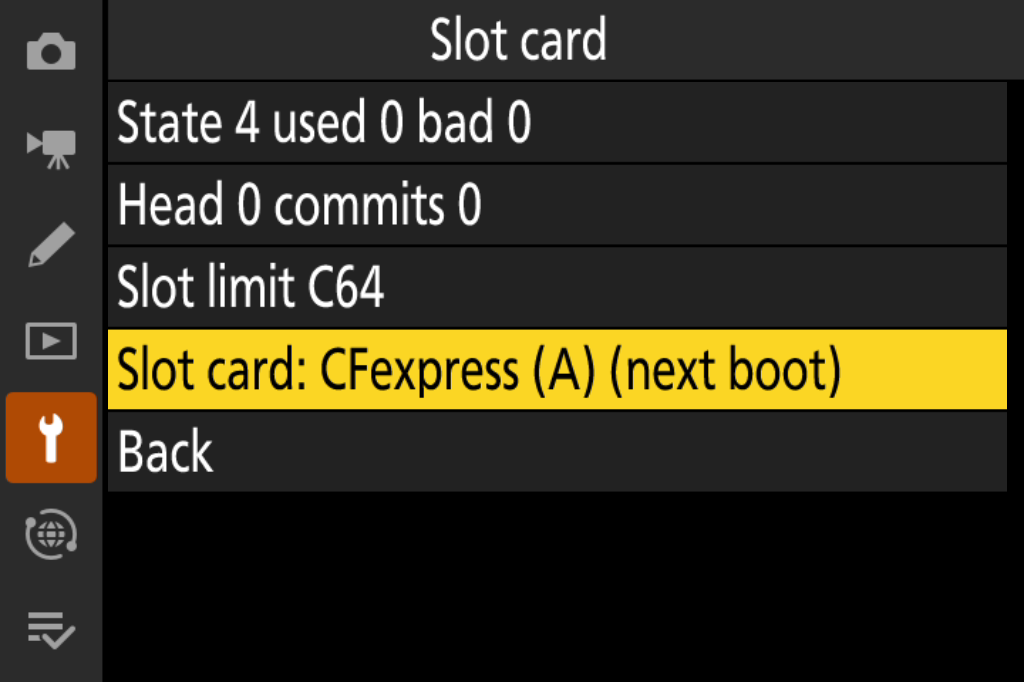 Slot card
State 4 used 0 bad 0
Head 0 commits 0
Slot limit C64
Slot card: CFexpress (A) (next boot)
Back